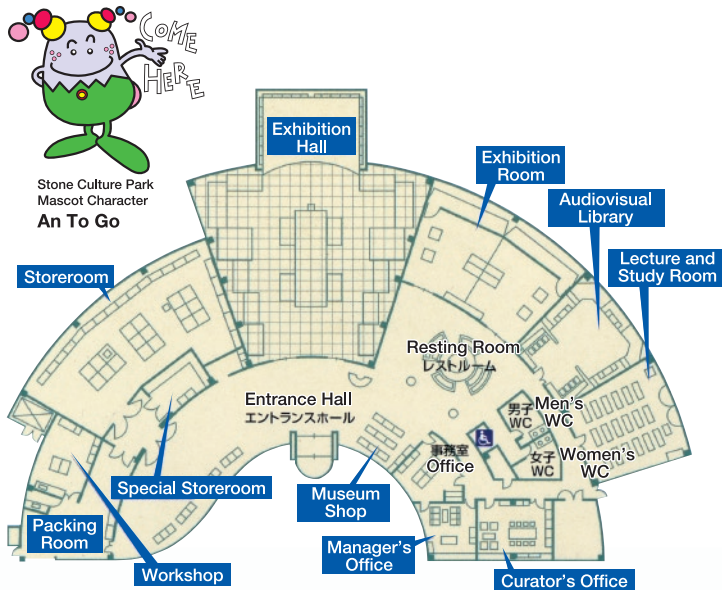 COME
HERE
Stone Culture Park
Mascot Character
An To Go
Exhibition
Hall
Exhibition
Room
Audiovisual
Library
Lecture and
Study Room
Storeroom
Resting Room
レストルーム
Entrance Hall
エントランスホール
男子
WC
Men's
WC
事務室
Office
女子
WC
Women's
WC
Special Storeroom
Museum
Shop
Packing
Room
Manager's
Office
Workshop
Curator's Office